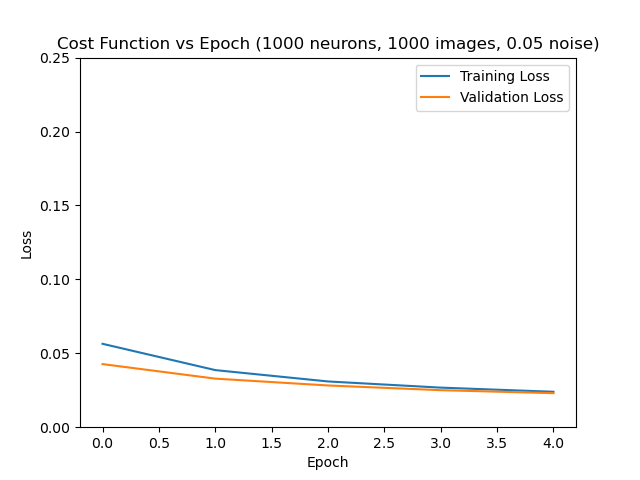 Cost Function vs Epoch (1000 neurons, 1000 images, 0.05 noise)
Training Loss
Validation Loss
0.25
0.20
0.15
0.10
0.05
0.00
Loss
0.0 0.5 1.0 1.5 2.0 2.5 3.0 3.5 4.0
Epoch